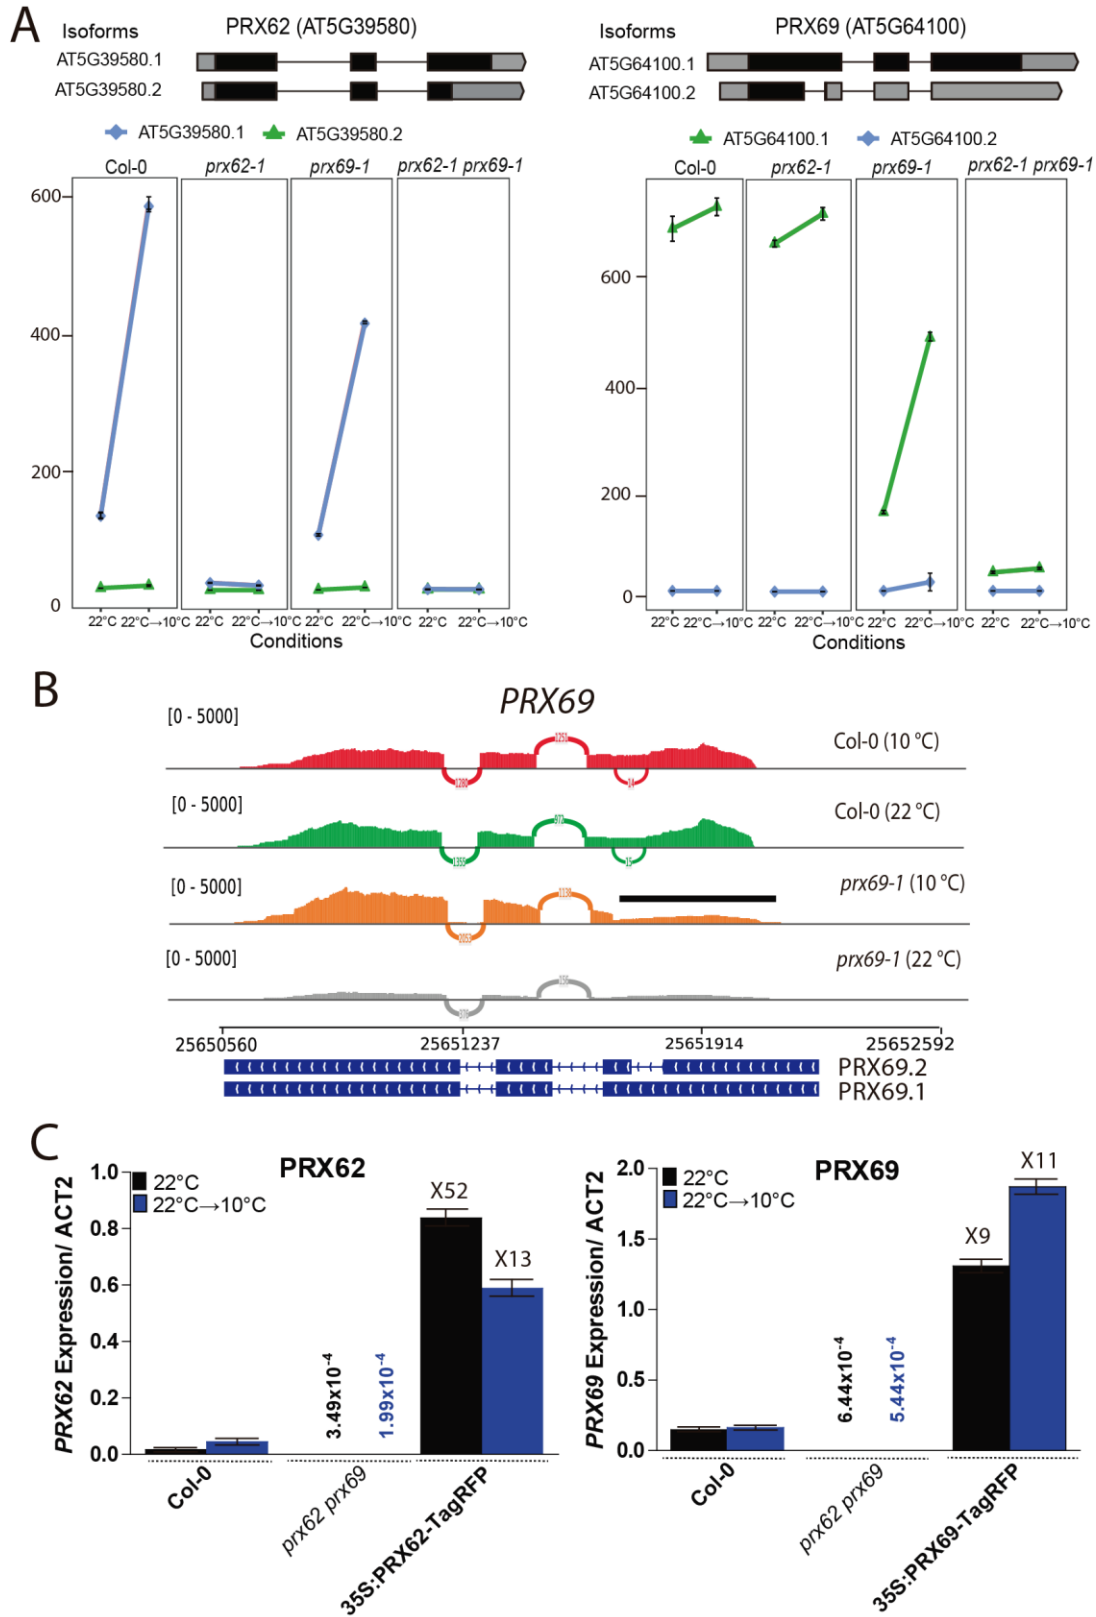 A
Isoforms
PRX62 (AT5G39580)
AT5G39580.1
AT5G39580.2
AT5G39580.1 AT5G39580.2
Col-0 prx62-1 prx69-1 prx62-1 prx69-1
600
400
200
0
22°C 22°C→10°C 22°C 22°C→10°C 22°C 22°C→10°C 22°C 22°C→10°C
Conditions
Isoforms
PRX69 (AT5G64100)
AT5G64100.1
AT5G64100.2
AT5G64100.1 AT5G64100.2
Col-0 prx62-1 prx69-1 prx62-1 prx69-1
600
400
200
0
22°C 22°C→10°C 22°C 22°C→10°C 22°C 22°C→10°C 22°C 22°C→10°C
Conditions
B
PRX69
[0 - 5000]
Col-0 (10 °C)
14
[0 - 5000]
Col-0 (22 °C)
973
15
[0 - 5000]
prx69-1 (10 °C)
[0 - 5000]
prx69-1 (22 °C)
25650560 25651237 25651914 25652592
PRX69.2
PRX69.1
C
PRX62
22°C
22°C→10°C
PRX62 Expression/ ACT2
1.0
0.8
0.6
0.4
0.2
0.0
X52
X13
3.49x10⁻⁴
1.99x10⁻⁴
Col-0
prx62 prx69
35S:PRX62-TagRFP
PRX69
22°C
22°C→10°C
PRX69 Expression/ ACT2
2.0
1.5
1.0
0.5
0.0
X9
X11
6.44x10⁻⁴
5.44x10⁻⁴
Col-0
prx62 prx69
35S:PRX69-TagRFP